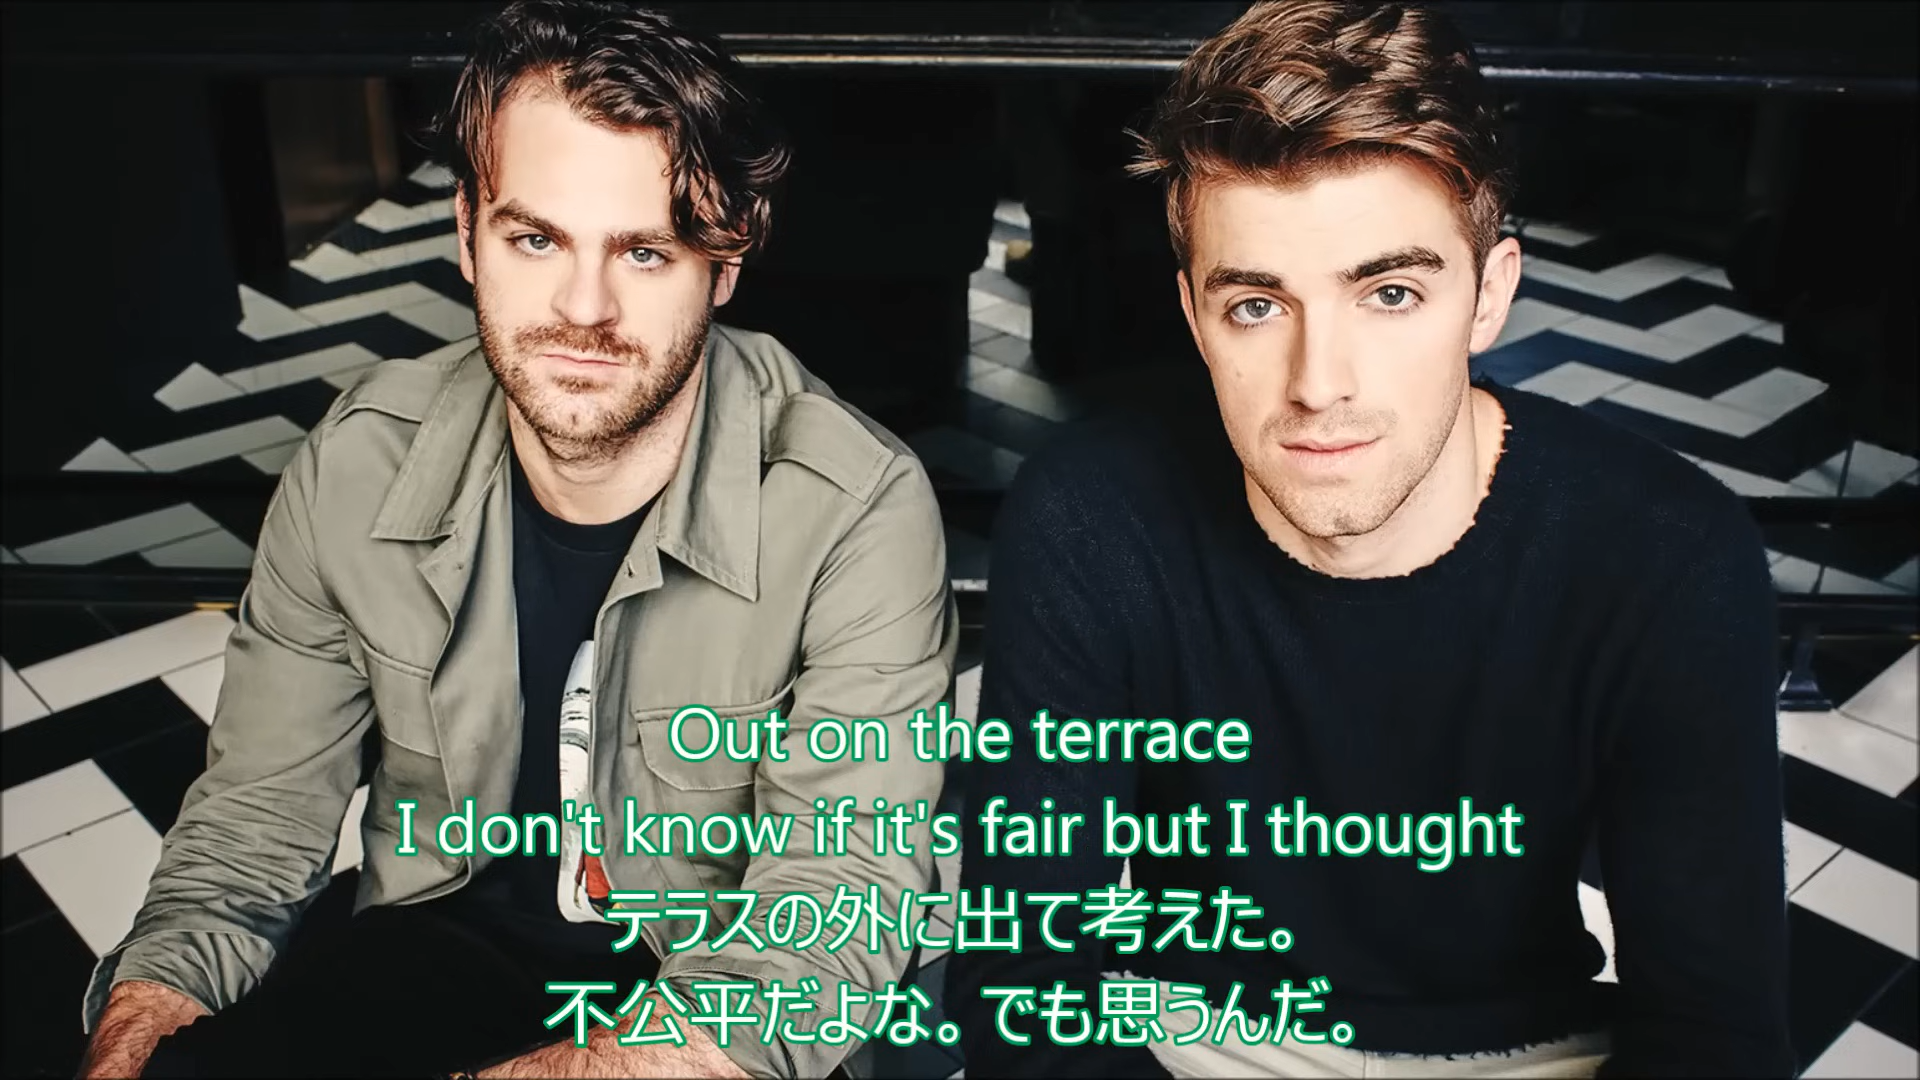 Out on the terrace
I don't know if it's fair but I thought
テラスの外に出て考えた。
不公平だよな。でも思うんだ。